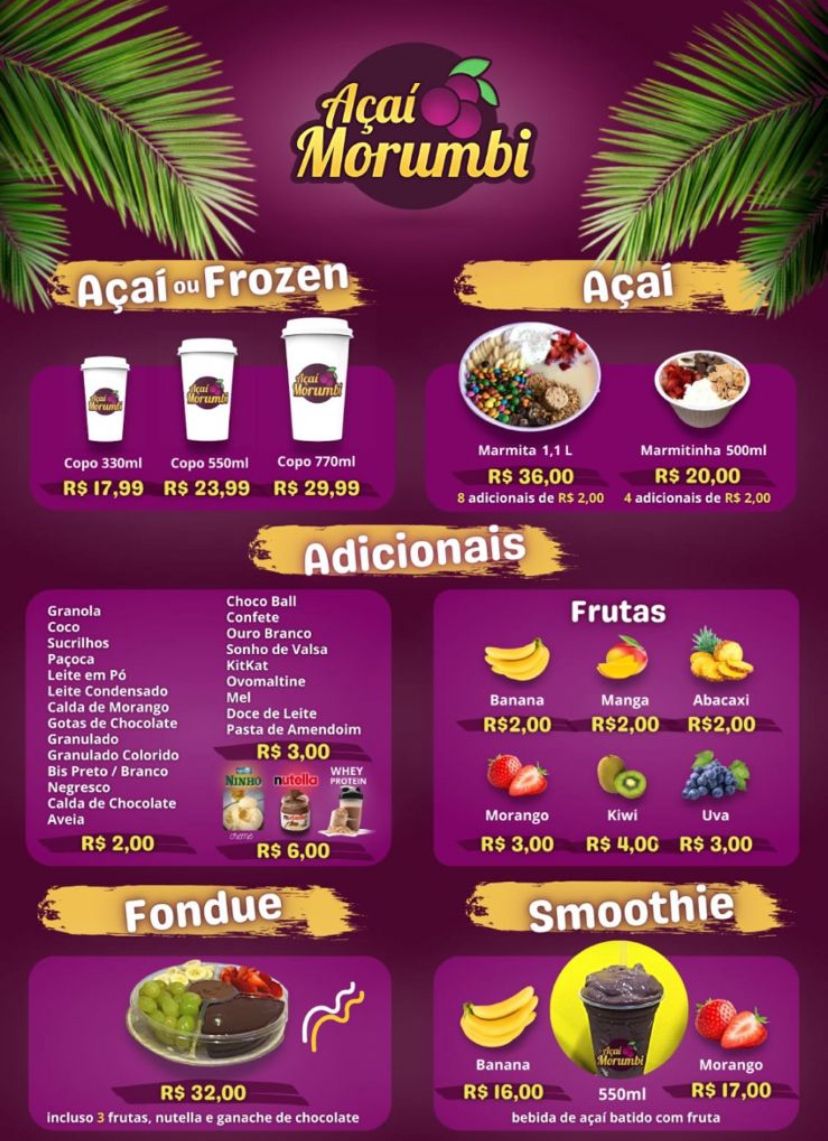 Açaí
Morumbi
Açaí ou Frozen
Açaí
Morumbi
Açaí
Morumbi
Açaí
Morumbi
Copo 330ml
Copo 550ml
Copo 770ml
R$ 17,99
R$ 23,99
R$ 29,99
Açaí
Marmita 1,1 L
R$ 36,00
8 adicionais de R$ 2,00
Marmitinha 500ml
R$ 20,00
4 adicionais de R$ 2,00
Adicionais
Granola
Coco
Sucrilhos
Paçoca
Leite em Pó
Leite Condensado
Calda de Morango
Gotas de Chocolate
Granulado
Granulado Colorido
Bis Preto / Branco
Negresco
Calda de Chocolate
Aveia
R$ 2,00
Choco Ball
Confete
Ouro Branco
Sonho de Valsa
KitKat
Ovomaltine
Mel
Doce de Leite
Pasta de Amendoim
R$ 3,00
NINHO
creme
nutella
nutella
WHEY
PROTEIN
R$ 6,00
Frutas
Banana
Manga
Abacaxi
R$2,00
R$2,00
R$2,00
Morango
Kiwi
Uva
R$ 3,00
R$ 4,00
R$ 3,00
Fondue
R$ 32,00
incluso 3 frutas, nutella e ganache de chocolate
Smoothie
Açaí
Morumbi
Banana
Morango
R$ 16,00
550ml
R$ 17,00
bebida de açaí batido com fruta